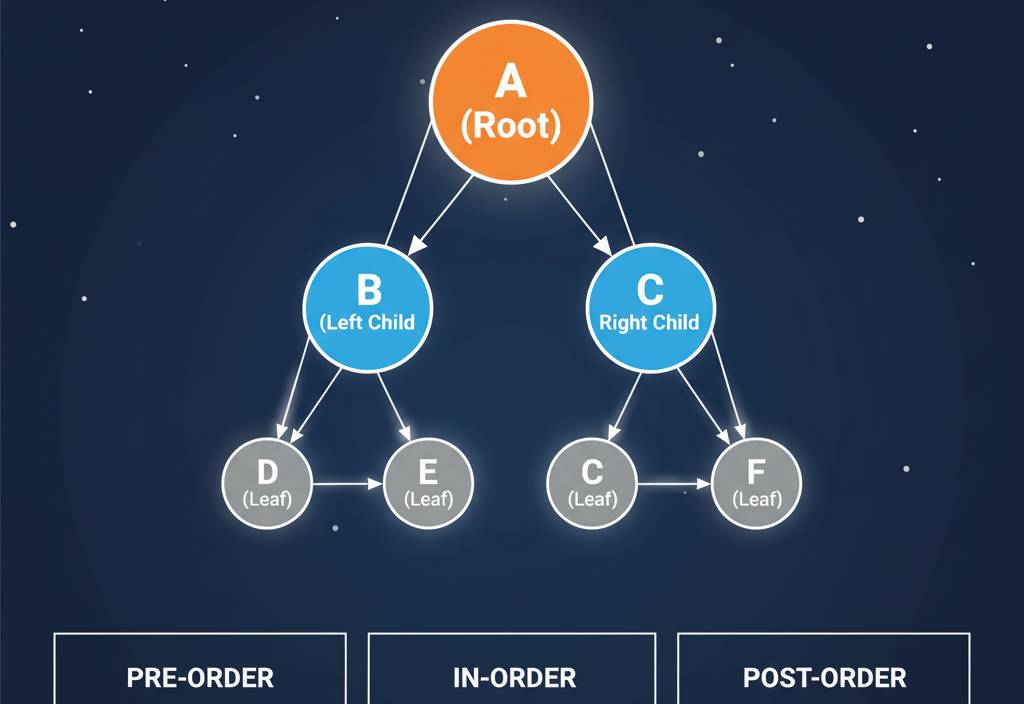 A
(Root)
B
(Left Child
C
Right Child
D
(Leaf)
E
(Leaf)
C
(Leaf)
F
(Leaf)
PRE-ORDER
IN-ORDER
POST-ORDER